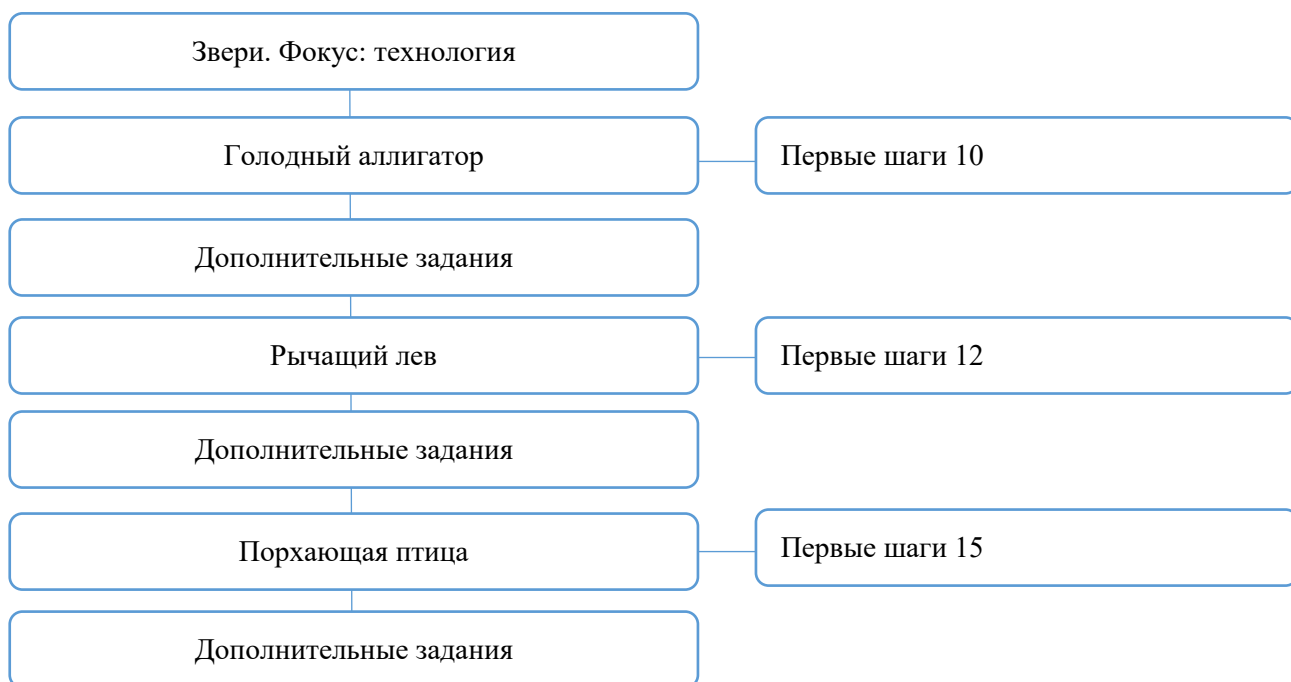 Звери. Фокус: технология
Голодный аллигатор
Первые шаги 10
Дополнительные задания
Рычащий лев
Первые шаги 12
Дополнительные задания
Порхающая птица
Первые шаги 15
Дополнительные задания